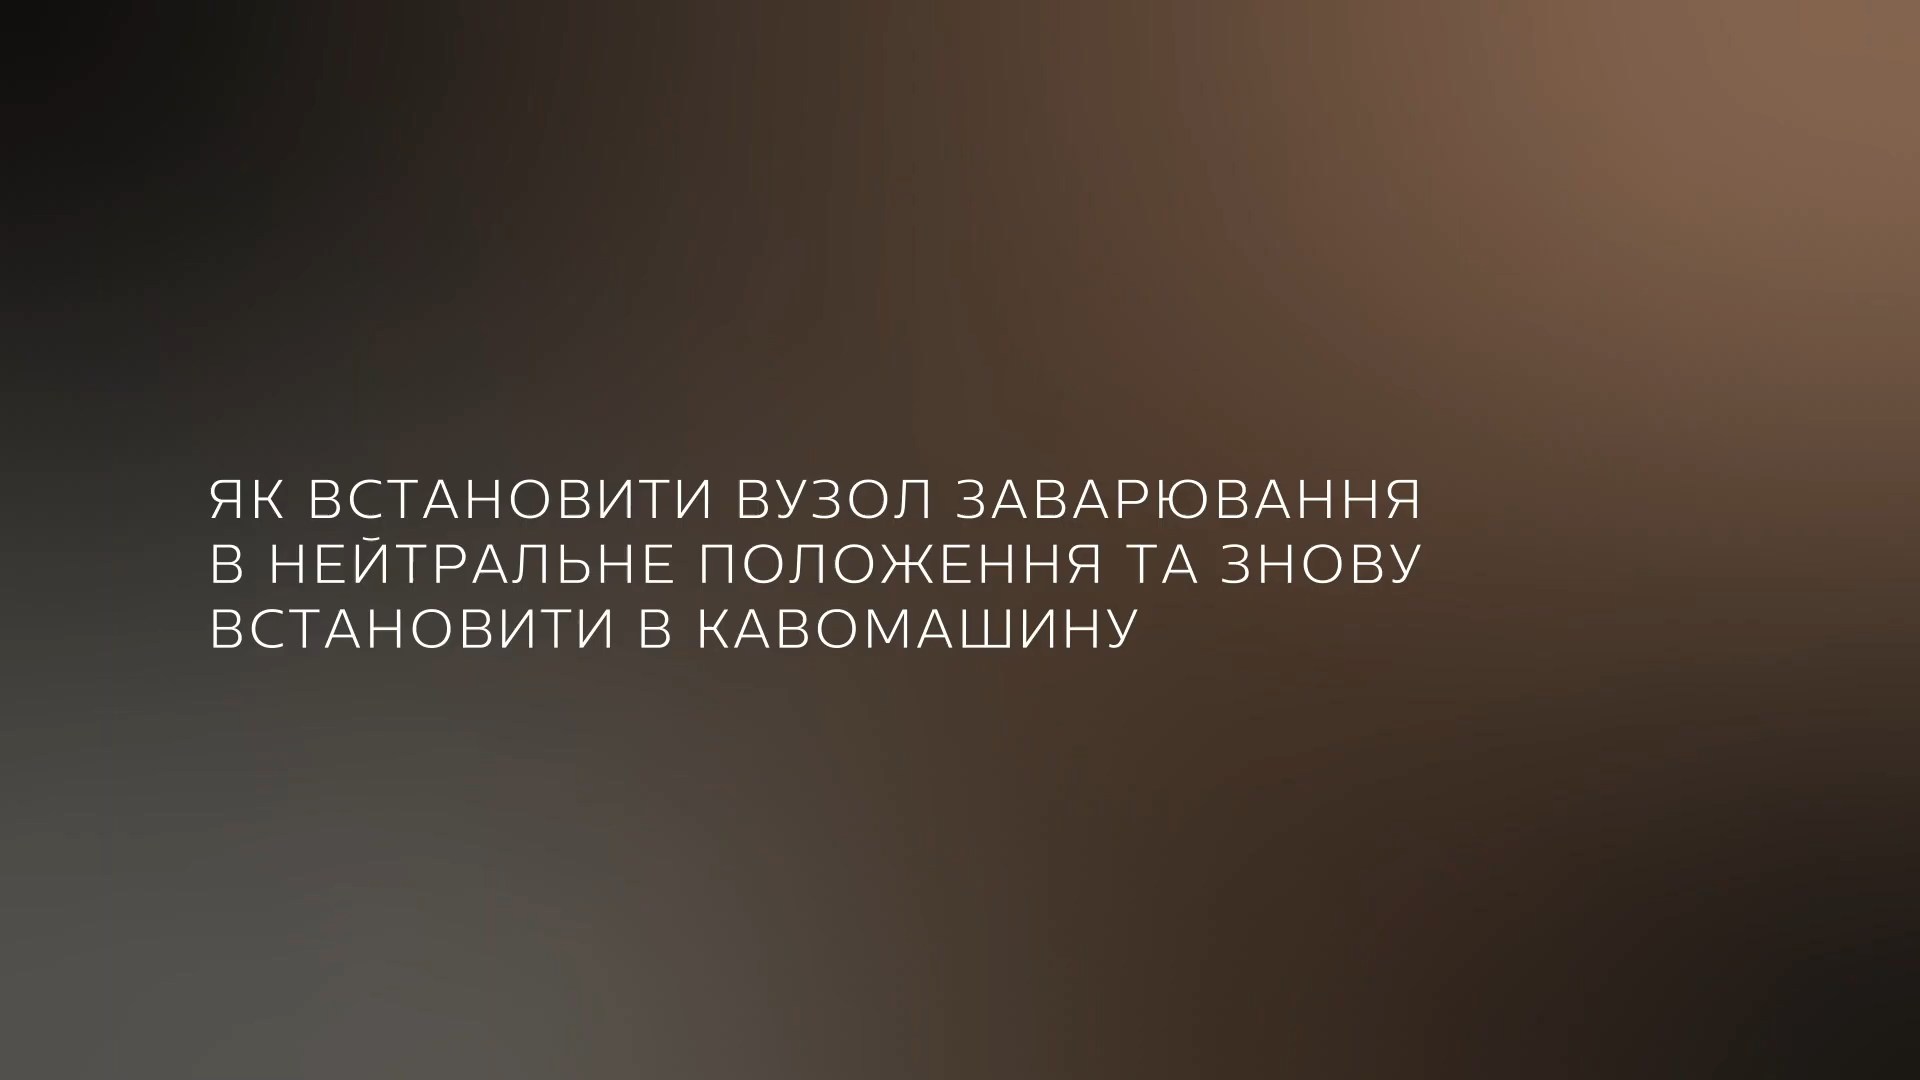 ЯК ВСТАНОВИТИ ВУЗОЛ ЗАВАРЮВАННЯ
В НЕЙТРАЛЬНЕ ПОЛОЖЕННЯ ТА ЗНОВУ
ВСТАНОВИТИ В КАВОМАШИНУ